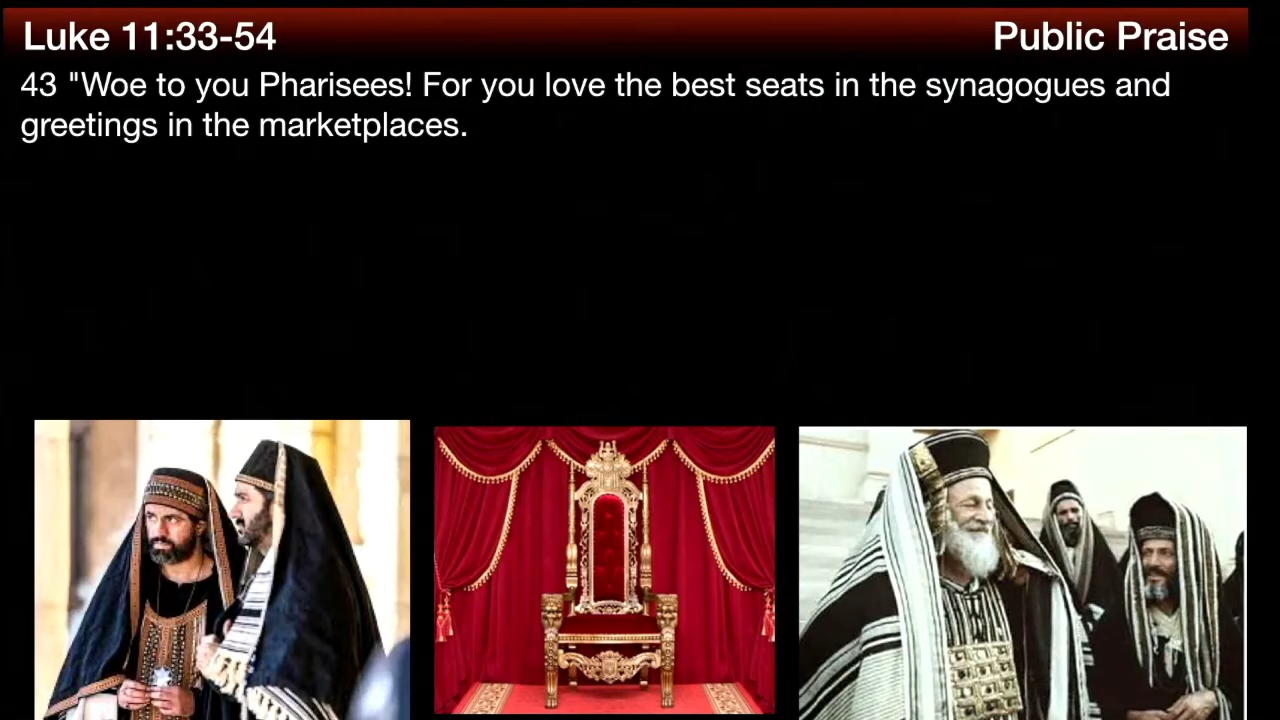 Luke 11:33-54
Public Praise
43 "Woe to you Pharisees! For you love the best seats in the synagogues and
greetings in the marketplaces.